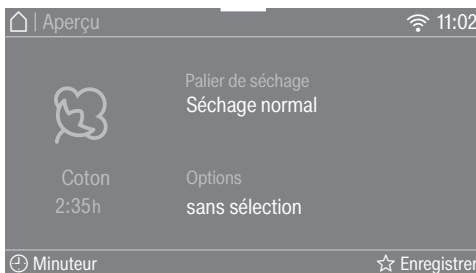 | Aperçu 11:02
Palier de séchage
Séchage normal
Coton
2:35h
Options
sans sélection
Minuteur Enregistrer